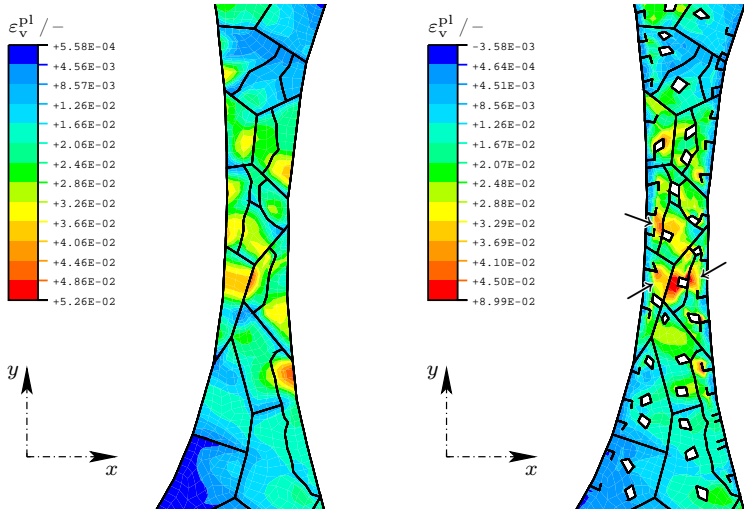 ε_v^pl / −
+5.58E-04
+4.56E-03
+8.57E-03
+1.26E-02
+1.66E-02
+2.06E-02
+2.46E-02
+2.86E-02
+3.26E-02
+3.66E-02
+4.06E-02
+4.46E-02
+4.86E-02
+5.26E-02
y
x
ε_v^pl / −
-3.58E-03
+4.64E-04
+4.51E-03
+8.56E-03
+1.26E-02
+1.67E-02
+2.07E-02
+2.48E-02
+2.88E-02
+3.29E-02
+3.69E-02
+4.10E-02
+4.50E-02
+8.99E-02
y
x